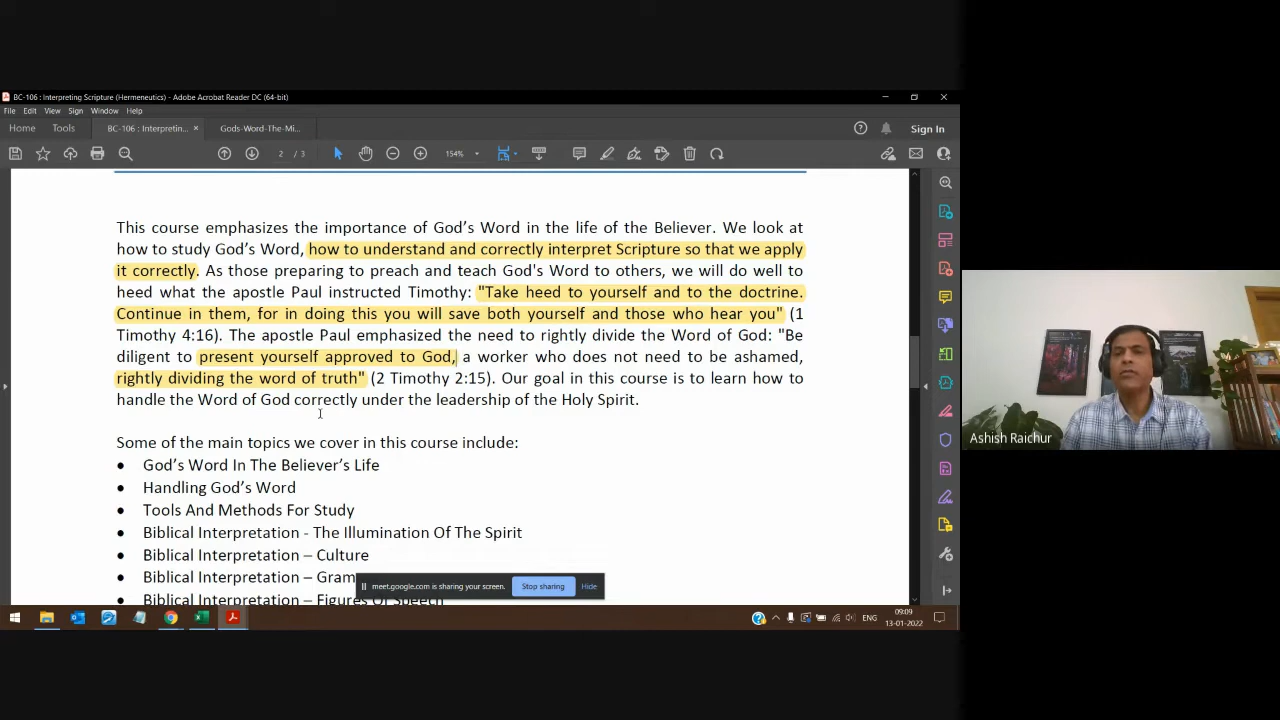 BC-106 : Interpreting Scripture (Hermeneutics) - Adobe Acrobat Reader DC (64-bit)
File Edit View Sign Window Help
Home Tools BC-106 : Interpretin... × Gods-Word-The-Mi... Sign In
2 / 3 154%
This course emphasizes the importance of God's Word in the life of the Believer. We look at
how to study God's Word, how to understand and correctly interpret Scripture so that we apply
it correctly. As those preparing to preach and teach God's Word to others, we will do well to
heed what the apostle Paul instructed Timothy: "Take heed to yourself and to the doctrine.
Continue in them, for in doing this you will save both yourself and those who hear you" (1
Timothy 4:16). The apostle Paul emphasized the need to rightly divide the Word of God: "Be
diligent to present yourself approved to God, a worker who does not need to be ashamed,
rightly dividing the word of truth" (2 Timothy 2:15). Our goal in this course is to learn how to
handle the Word of God correctly under the leadership of the Holy Spirit.
Some of the main topics we cover in this course include:
• God's Word In The Believer's Life
• Handling God's Word
• Tools And Methods For Study
• Biblical Interpretation - The Illumination Of The Spirit
• Biblical Interpretation – Culture
• Biblical Interpretation – Gram
• Biblical Interpretation – Figures Of Speech
meet.google.com is sharing your screen. Stop sharing Hide
ENG
09:09
13-01-2022
Ashish Raichur